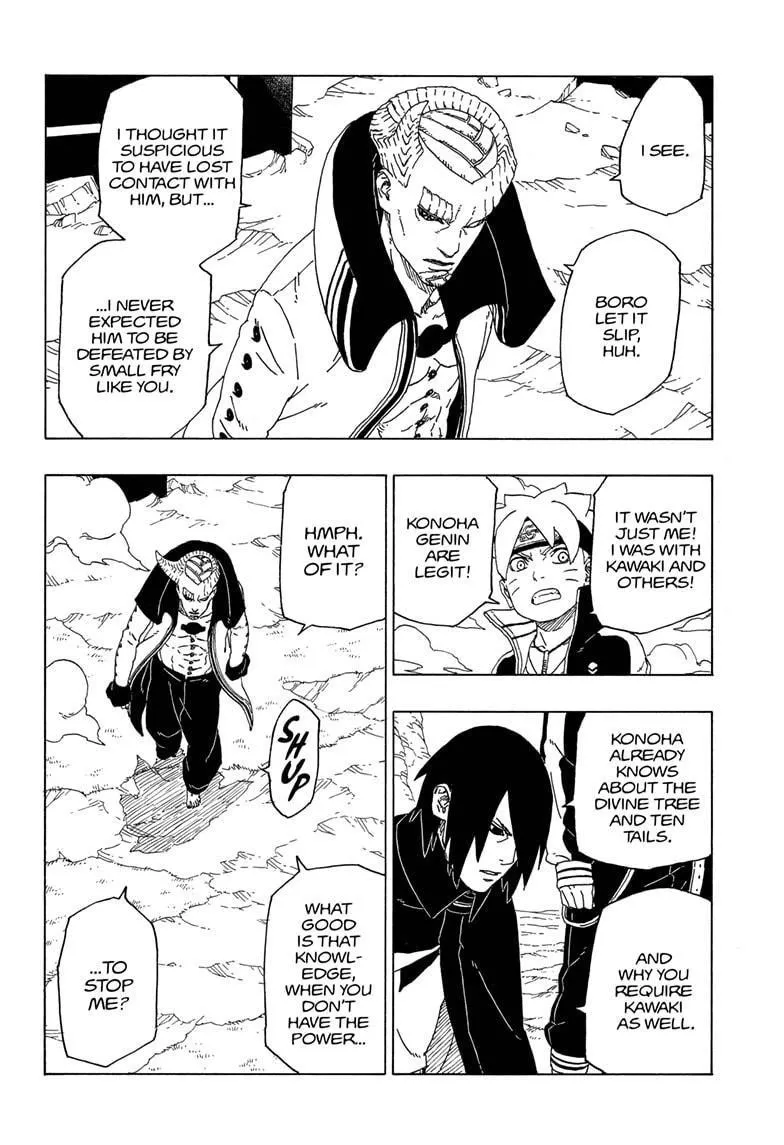 I SEE.
BORO
LET IT
SLIP,
HUH.
I THOUGHT IT
SUSPICIOUS
TO HAVE LOST
CONTACT WITH
HIM, BUT...
...I NEVER
EXPECTED
HIM TO BE
DEFEATED BY
SMALL FRY
LIKE YOU.
IT WASN'T
JUST ME!
I WAS WITH
KAWAKI AND
OTHERS!
KONOHA
GENIN
ARE
LEGIT!
KONOHA
ALREADY
KNOWS
ABOUT THE
DIVINE TREE
AND TEN
TAILS.
AND
WHY YOU
REQUIRE
KAWAKI
AS WELL.
HMPH.
WHAT
OF IT?
SHUP
WHAT
GOOD
IS THAT
KNOWL-
EDGE,
WHEN YOU
DON'T
HAVE THE
POWER...
...TO
STOP
ME?